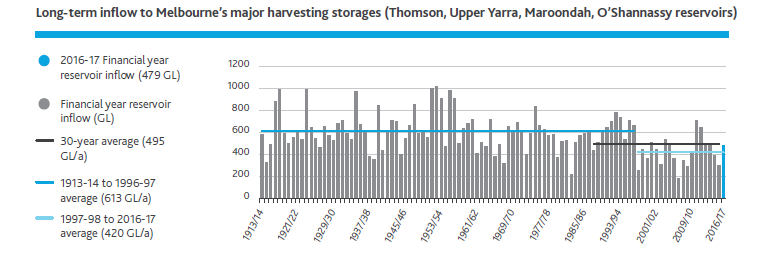 Long-term inflow to Melbourne's major harvesting storages (Thomson, Upper Yarra, Maroondah, O'Shannassy reservoirs)
2016-17 Financial year
reservoir inflow (479 GL)
Financial year reservoir
inflow (GL)
30-year average (495
GL/a)
1913-14 to 1996-97
average (613 GL/a)
1997-98 to 2016-17
average (420 GL/a)
1200
1000
800
600
400
200
0
1913/14
1921/22
1929/30
1937/38
1945/46
1953/54
1961/62
1969/70
1977/78
1985/86
1993/94
2001/02
2009/10
2016/17